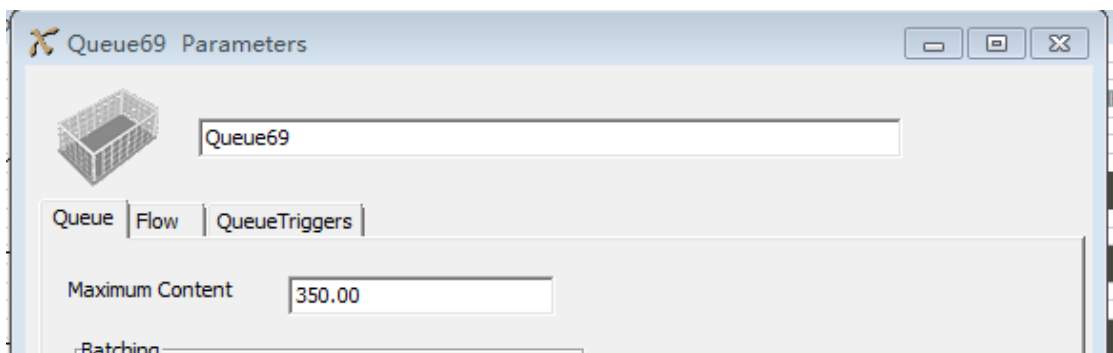 Queue69 Parameters
Queue69
Queue Flow QueueTriggers
Maximum Content 350.00
Batching